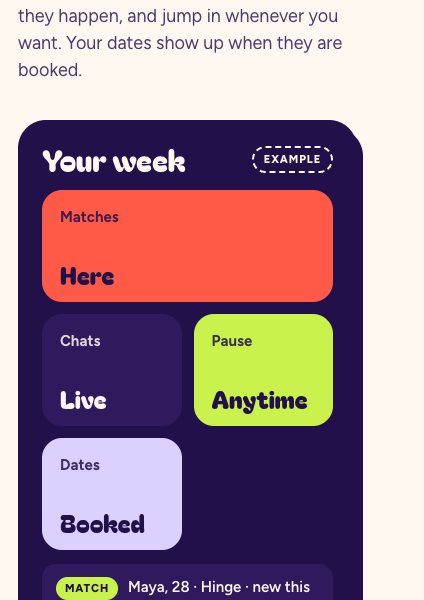 they happen, and jump in whenever you
want. Your dates show up when they are
booked.
Your week
EXAMPLE
Matches
Here
Chats
Live
Pause
Anytime
Dates
Booked
MATCH Maya, 28 · Hinge · new this